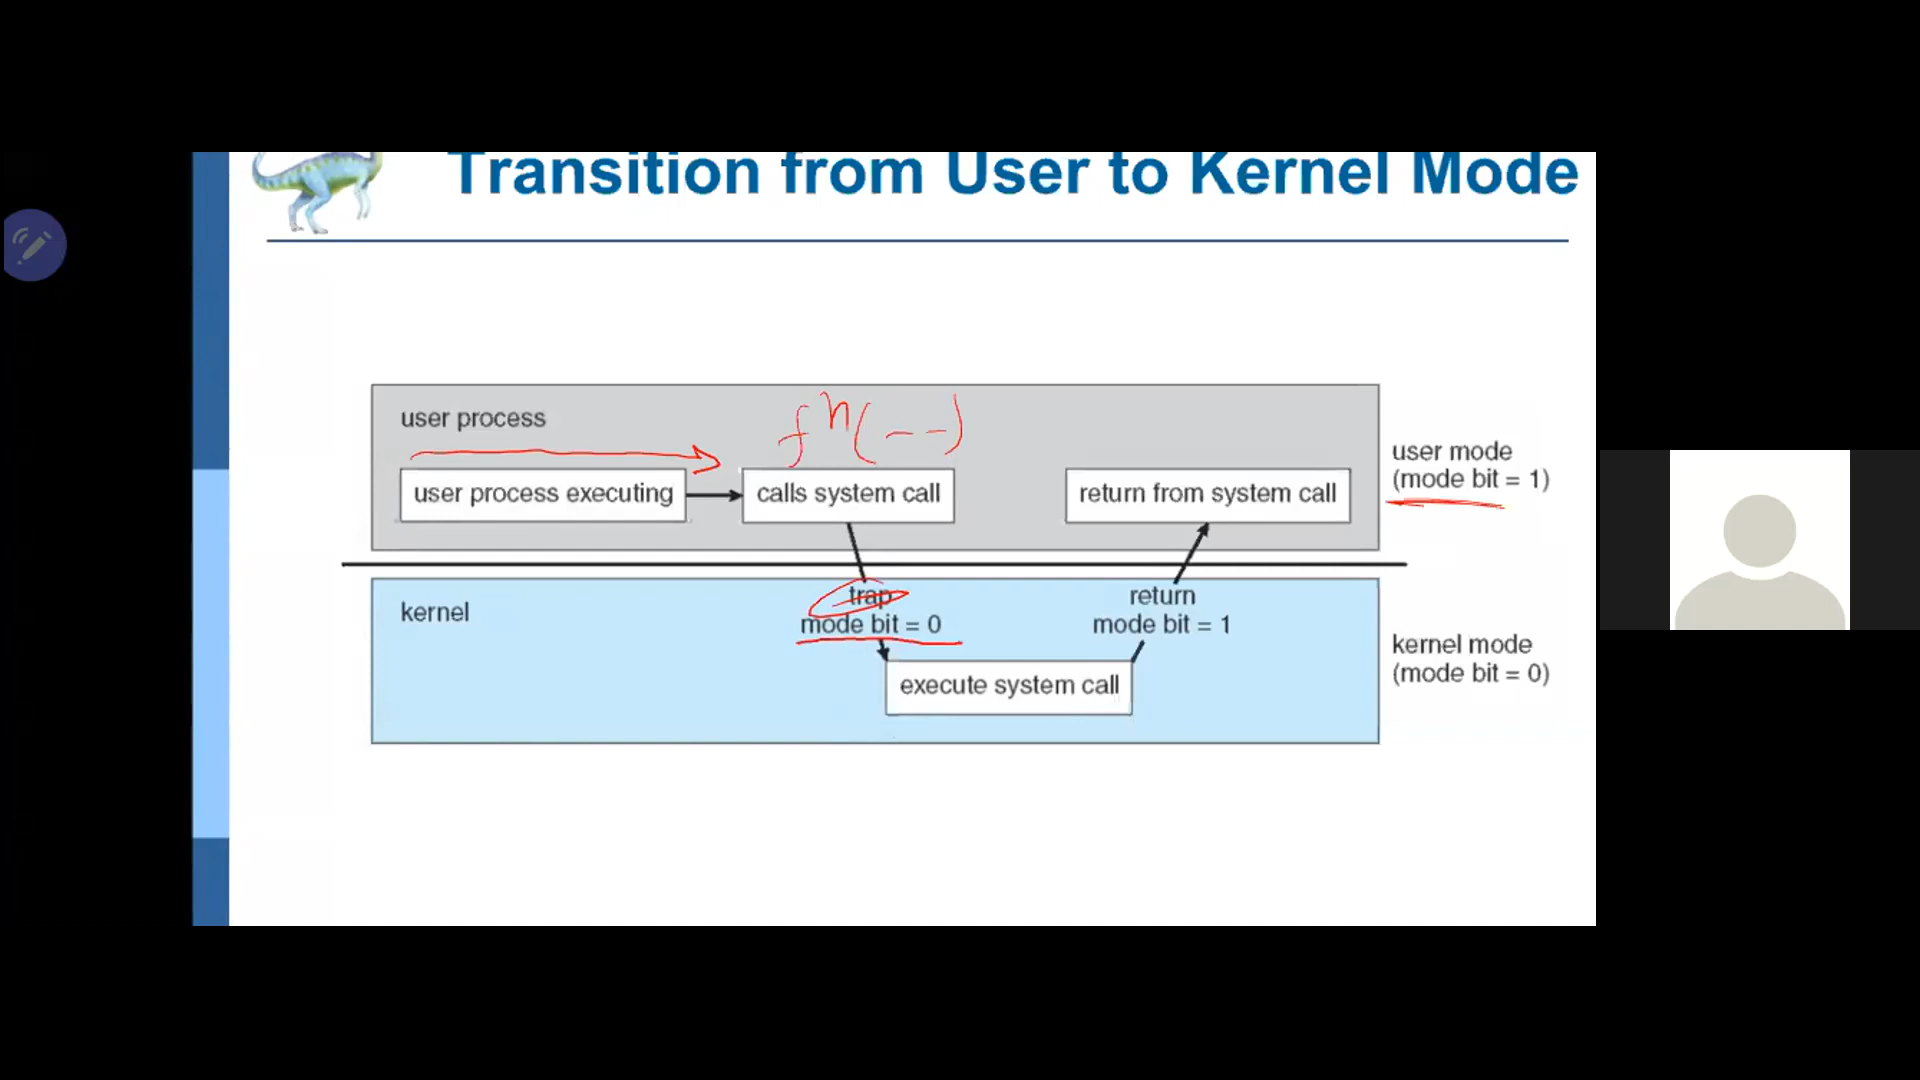 Transition from User to Kernel Mode
user process
fn(--)
user process executing
calls system call
return from system call
user mode
(mode bit = 1)
kernel
trap
mode bit = 0
return
mode bit = 1
execute system call
kernel mode
(mode bit = 0)